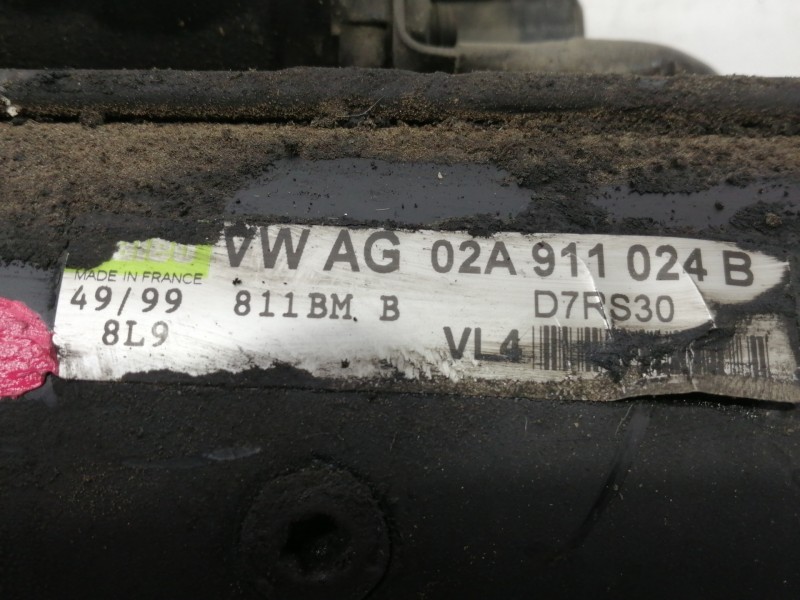 VW AG 02A 911 024 B
MADE IN FRANCE
49/99 811BM B D7RS30
8L9 VL4